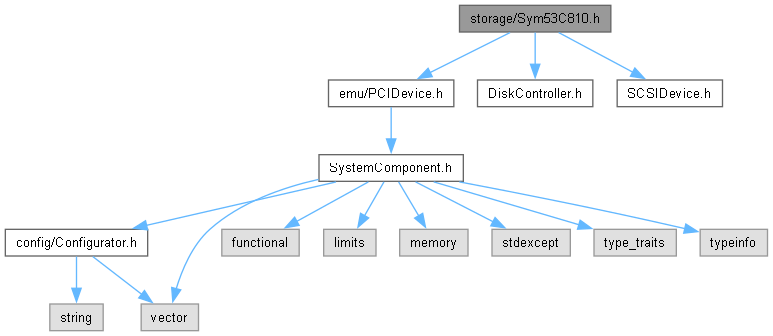 storage/Sym53C810.h
emu/PCIDevice.h
DiskController.h
SCSIDevice.h
SystemComponent.h
config/Configurator.h
functional
limits
memory
stdexcept
type_traits
typeinfo
string
vector